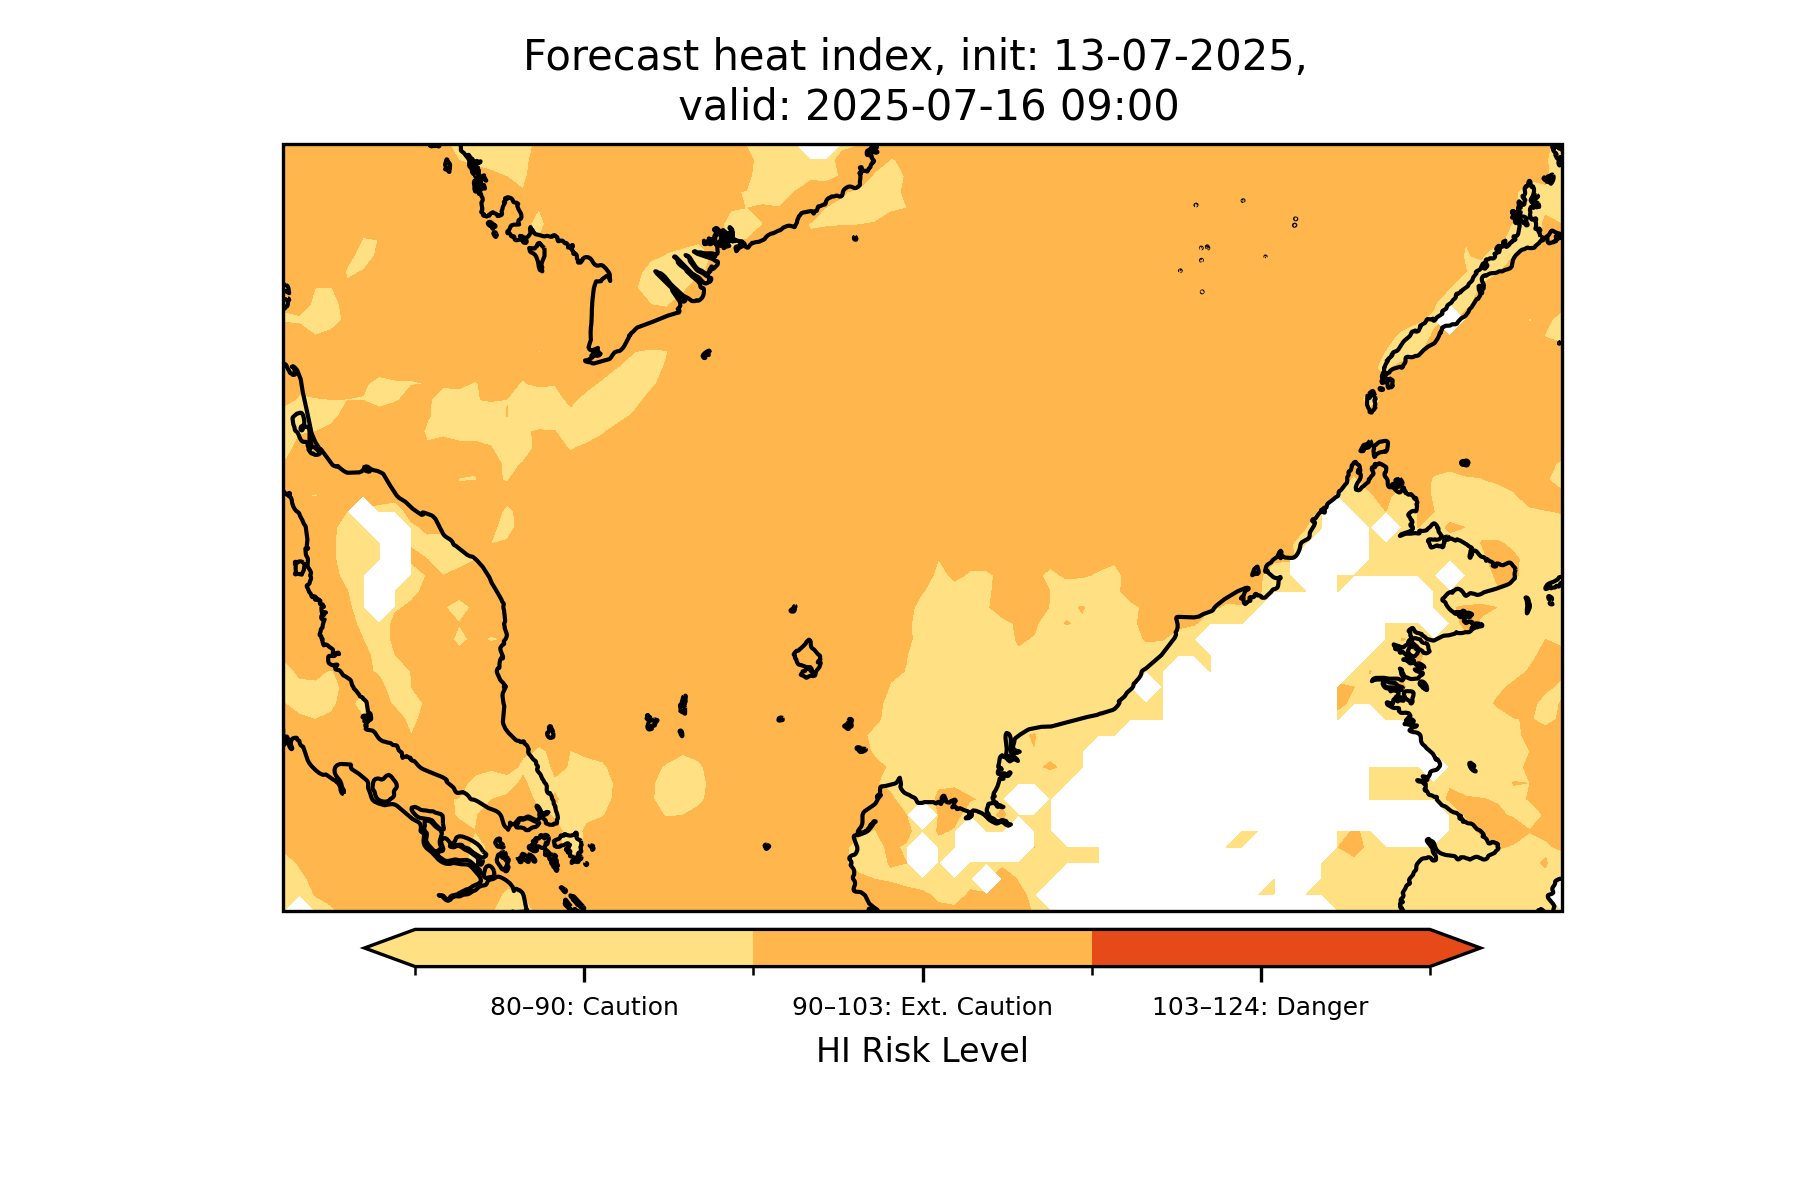 Forecast heat index, init: 13-07-2025,
valid: 2025-07-16 09:00
80–90: Caution
90–103: Ext. Caution
103–124: Danger
HI Risk Level